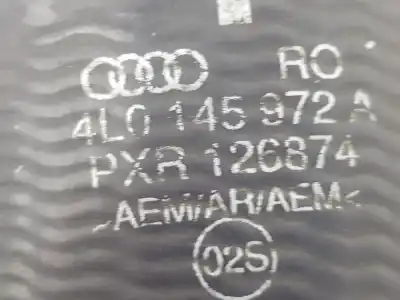 RO
4L0 145 972 A
PXR 126874
>AEM/AR/AEM<
02S